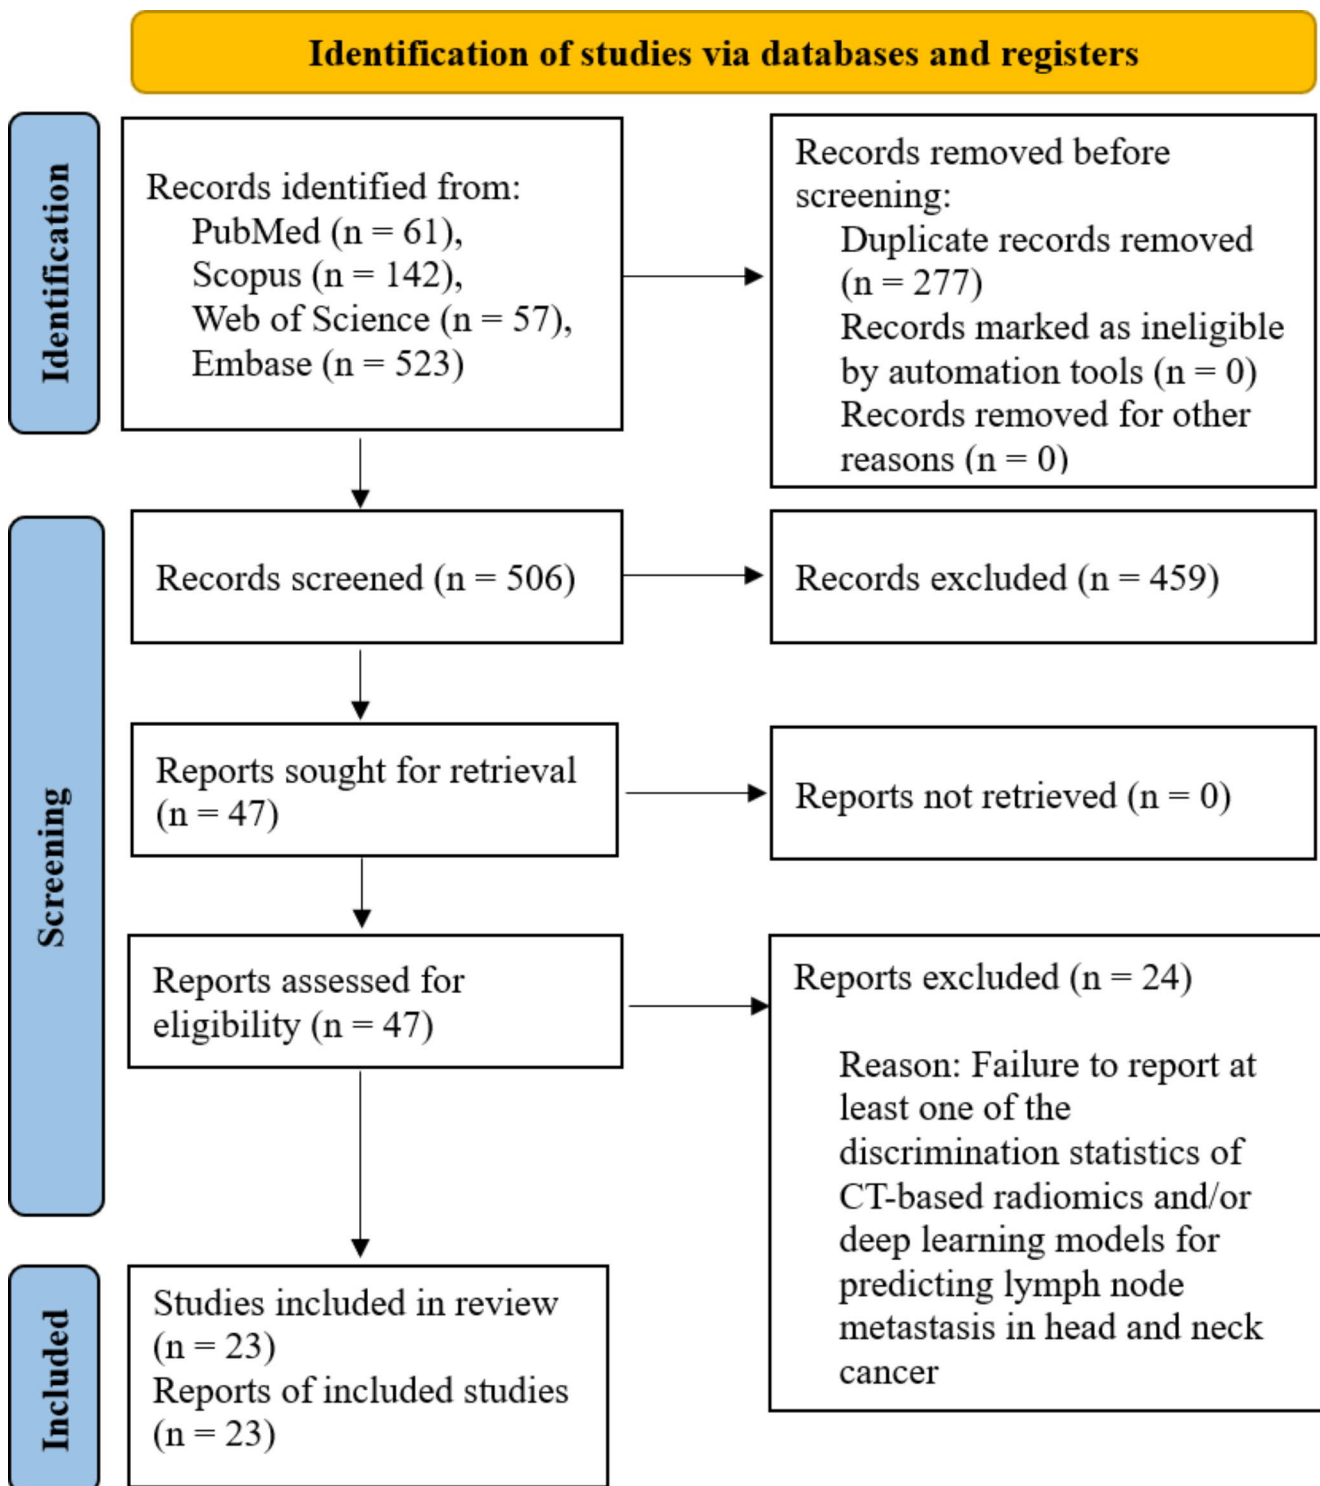 Identification of studies via databases and registers
Identification
Records identified from:
PubMed (n = 61),
Scopus (n = 142),
Web of Science (n = 57),
Embase (n = 523)
Records removed before
screening:
Duplicate records removed
(n = 277)
Records marked as ineligible
by automation tools (n = 0)
Records removed for other
reasons (n = 0)
Screening
Records screened (n = 506)
Records excluded (n = 459)
Reports sought for retrieval
(n = 47)
Reports not retrieved (n = 0)
Reports assessed for
eligibility (n = 47)
Reports excluded (n = 24)
Reason: Failure to report at
least one of the
discrimination statistics of
CT-based radiomics and/or
deep learning models for
predicting lymph node
metastasis in head and neck
cancer
Included
Studies included in review
(n = 23)
Reports of included studies
(n = 23)